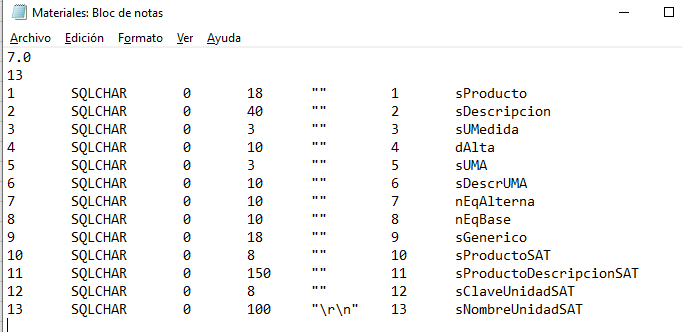 Materiales: Bloc de notas
Archivo Edición Formato Ver Ayuda
7.0
13
1 SQLCHAR 0 18 "" 1 sProducto
2 SQLCHAR 0 40 "" 2 sDescripcion
3 SQLCHAR 0 3 "" 3 sUMedida
4 SQLCHAR 0 10 "" 4 dAlta
5 SQLCHAR 0 3 "" 5 sUMA
6 SQLCHAR 0 10 "" 6 sDescrUMA
7 SQLCHAR 0 10 "" 7 nEqAlterna
8 SQLCHAR 0 10 "" 8 nEqBase
9 SQLCHAR 0 18 "" 9 sGenerico
10 SQLCHAR 0 8 "" 10 sProductoSAT
11 SQLCHAR 0 150 "" 11 sProductoDescripcionSAT
12 SQLCHAR 0 8 "" 12 sClaveUnidadSAT
13 SQLCHAR 0 100 "\r\n" 13 sNombreUnidadSAT